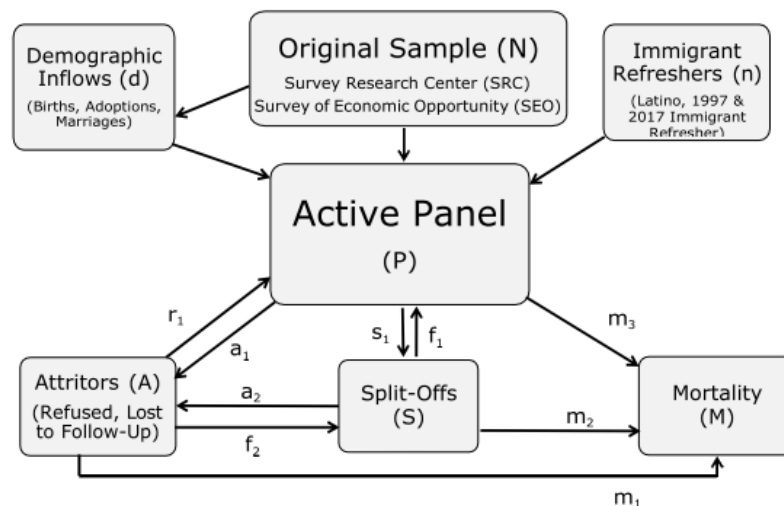 Demographic
Inflows (d)
(Births, Adoptions,
Marriages)
Original Sample (N)
Survey Research Center (SRC)
Survey of Economic Opportunity (SEO)
Immigrant
Refreshers (n)
(Latino, 1997 &
2017 Immigrant
Refresher)
Active Panel
(P)
r₁
a₁
s₁
f₁
m₃
Attritors (A)
(Refused, Lost
to Follow-Up)
a₂
f₂
Split-Offs
(S)
m₂
Mortality
(M)
m₁